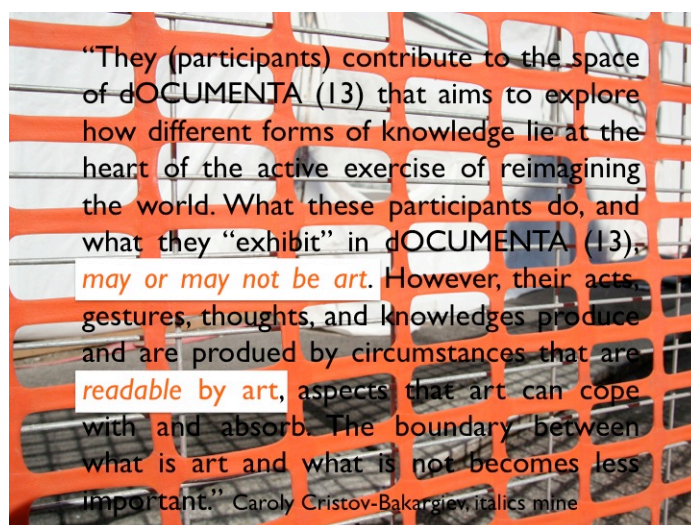 “They (participants) contribute to the space
of dOCUMENTA (13) that aims to explore
how different forms of knowledge lie at the
heart of the active exercise of reimagining
the world. What these participants do, and
what they “exhibit” in dOCUMENTA (13),
may or may not be art. However, their acts,
gestures, thoughts, and knowledges produce
and are produed by circumstances that are
readable by art, aspects that art can cope
with and absorb. The boundary between
what is art and what is not becomes less
important.” Caroly Cristov-Bakargiev, italics mine